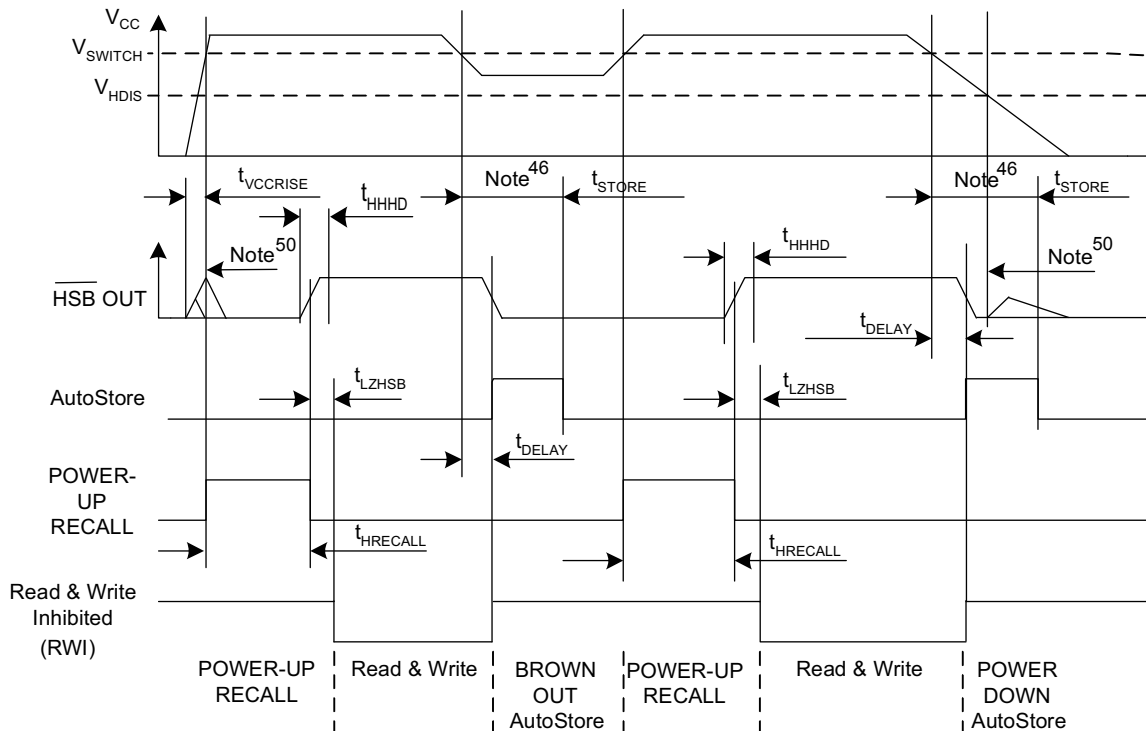 VCC
VSWITCH
VHDIS
tVCCRISE
Note46
tSTORE
Note46
tSTORE
tHHHD
Note50
tHHHD
Note50
HSB OUT
tDELAY
tLZHSB
tLZHSB
AutoStore
tDELAY
POWER-
UP
RECALL
tHRECALL
tHRECALL
Read & Write
Inhibited
(RWI)
POWER-UP
RECALL
Read & Write
BROWN
OUT
AutoStore
POWER-UP
RECALL
Read & Write
POWER
DOWN
AutoStore